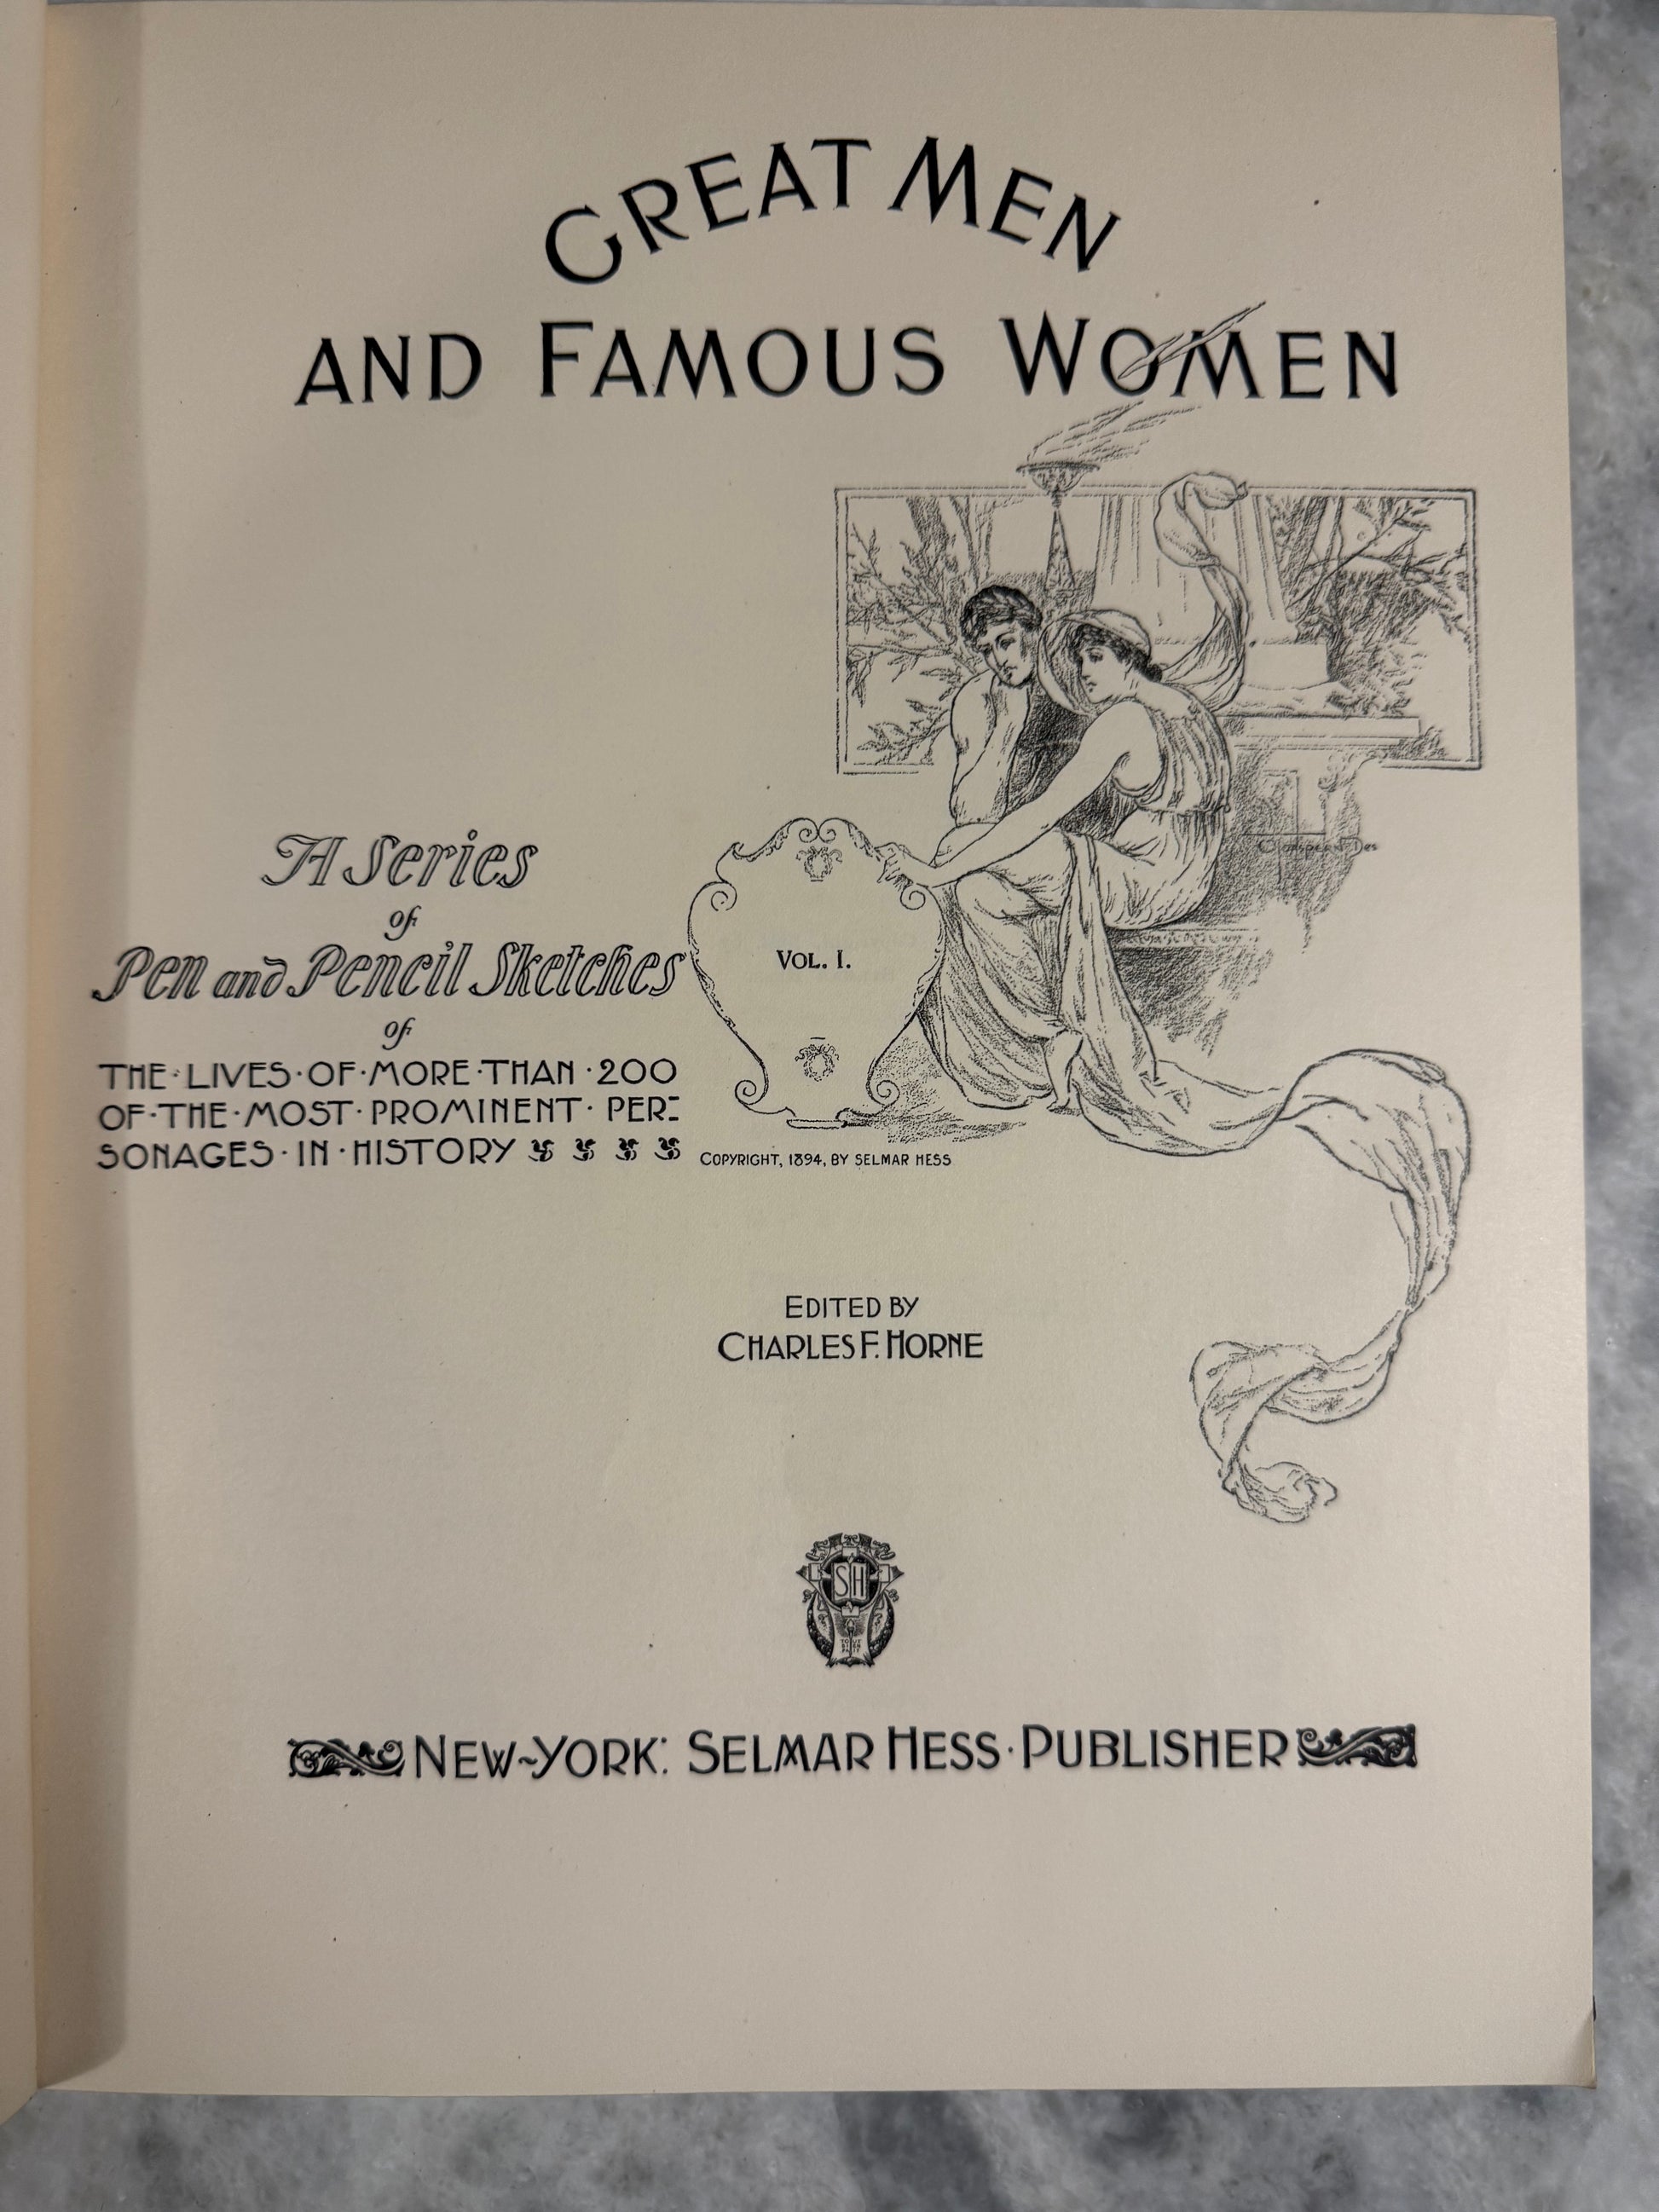 GREAT MEN
AND FAMOUS WOMEN
A Series
of
Pen and Pencil Sketches
of
THE·LIVES·OF·MORE·THAN·200
OF·THE·MOST·PROMINENT·PER-
SONAGES·IN·HISTORY
VOL. I.
COPYRIGHT, 1894, BY SELMAR HESS
EDITED BY
CHARLES F. HORNE
SH
NEW-YORK: SELMAR HESS·PUBLISHER